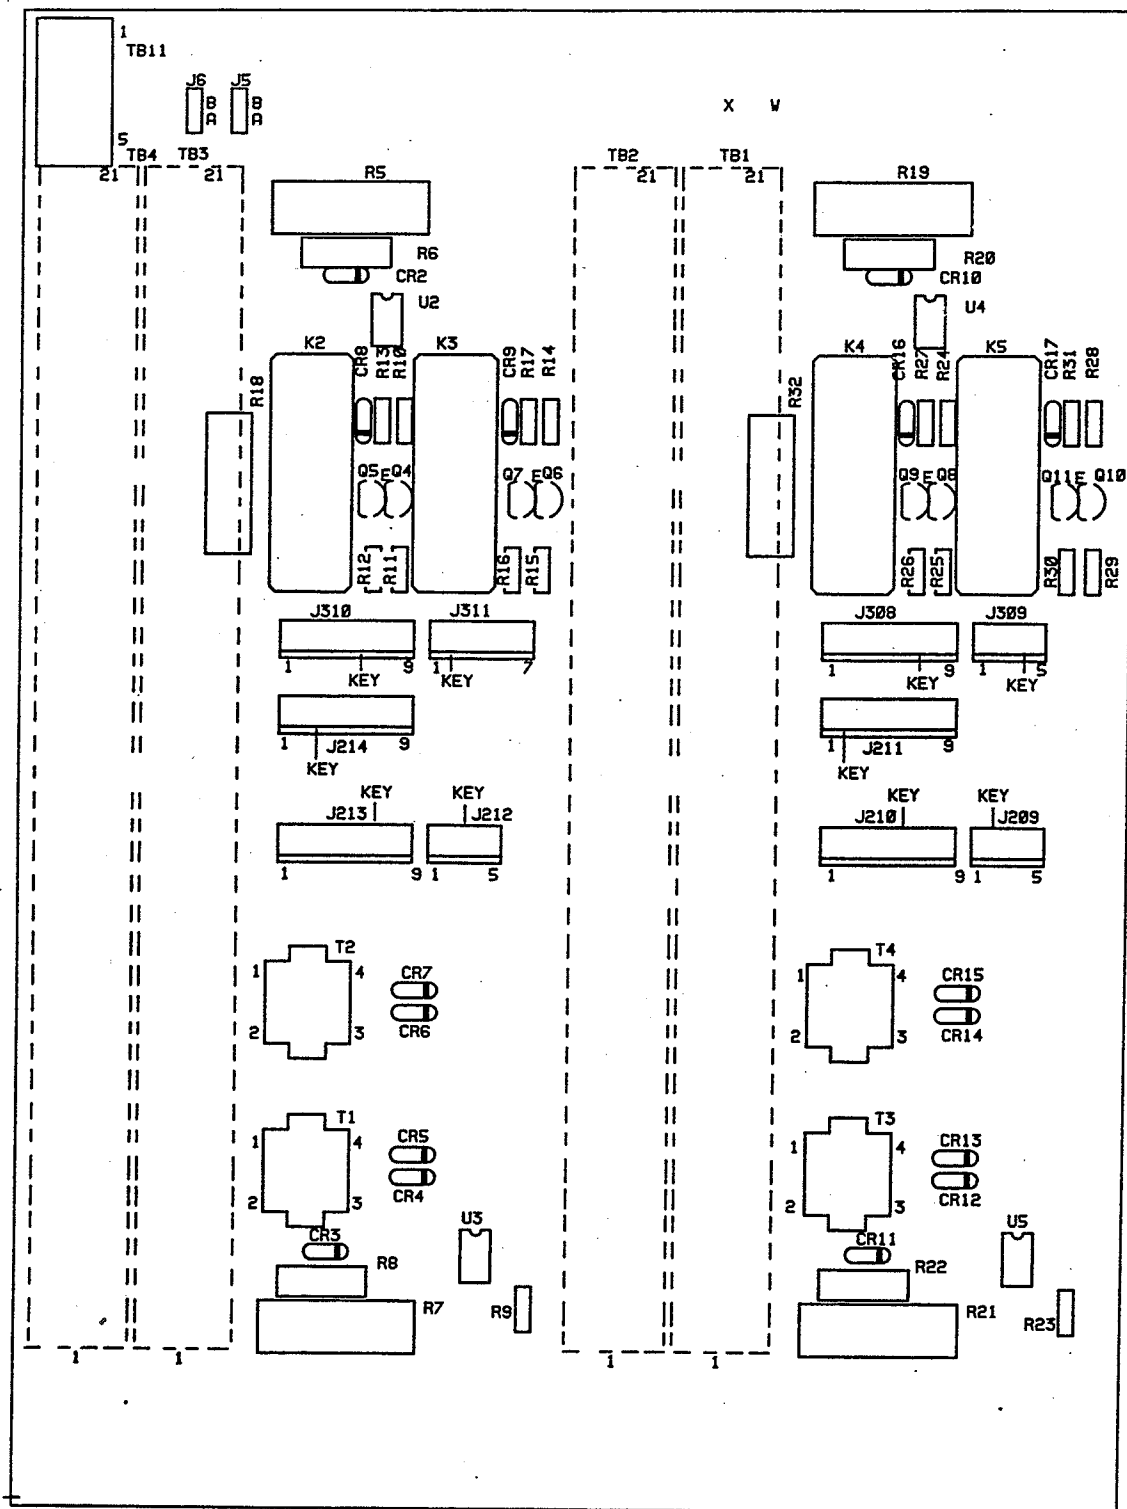 1
TB11
J6 J5
B B
A A
X W
5
TB4 TB3 TB2 TB1
21 21 21 21
R5 R19
R6 R20
CR2 CR10
U2 U4
K2 CR8 R13 R10 K3 CR9 R17 R14 K4 CR16 R27 R24 K5 CR17 R31 R28
R18 R32
Q5 E Q4 Q7 E Q6 Q9 E Q8 Q11 E Q10
R12 R11 R16 R15 R26 R25 R30 R29
J310 J311 J308 J309
1 9 1 7 1 9 1 5
KEY KEY KEY KEY
1 J214 9 1 J211 9
KEY KEY
KEY KEY KEY KEY
J213 J212 J210 J209
1 9 1 5 1 9 1 5
T2 T4
1 4 CR7 1 4 CR15
2 3 CR6 2 3 CR14
T1 T3
1 4 CR5 1 4 CR13
2 3 CR4 2 3 CR12
CR3 U3 CR11 U5
R8 R22
R7 R9 R21 R23
1 1 1 1